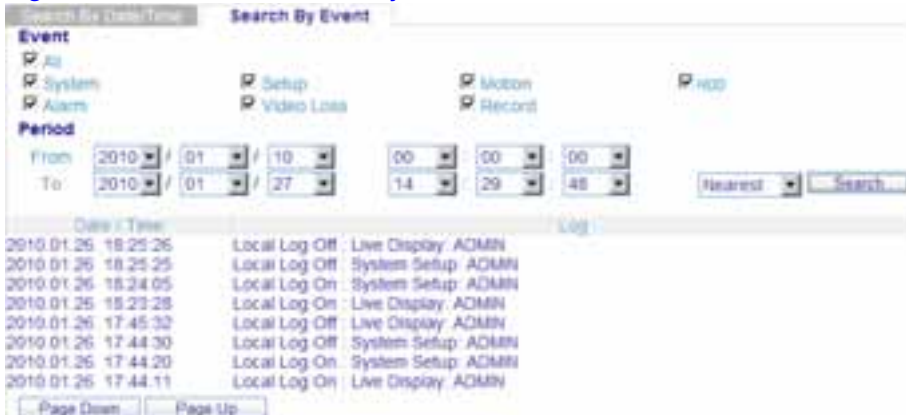 Search By Date/Time Search By Event
Event
All
System Setup Motion HDD
Alarm Video Loss Record
Period
From 2010 / 01 / 10 00 : 00 : 00
To 2010 / 01 / 27 14 : 29 : 48 Nearest Search
Date / Time Log
2010.01.26 18:25:26 Local Log Off : Live Display: ADMIN
2010.01.26 18:25:25 Local Log Off : System Setup: ADMIN
2010.01.26 18:24:05 Local Log On : System Setup: ADMIN
2010.01.26 18:23:28 Local Log On : Live Display: ADMIN
2010.01.26 17:45:32 Local Log Off : Live Display: ADMIN
2010.01.26 17:44:30 Local Log Off : System Setup: ADMIN
2010.01.26 17:44:20 Local Log On : System Setup: ADMIN
2010.01.26 17:44:11 Local Log On : Live Display: ADMIN
Page Down Page Up